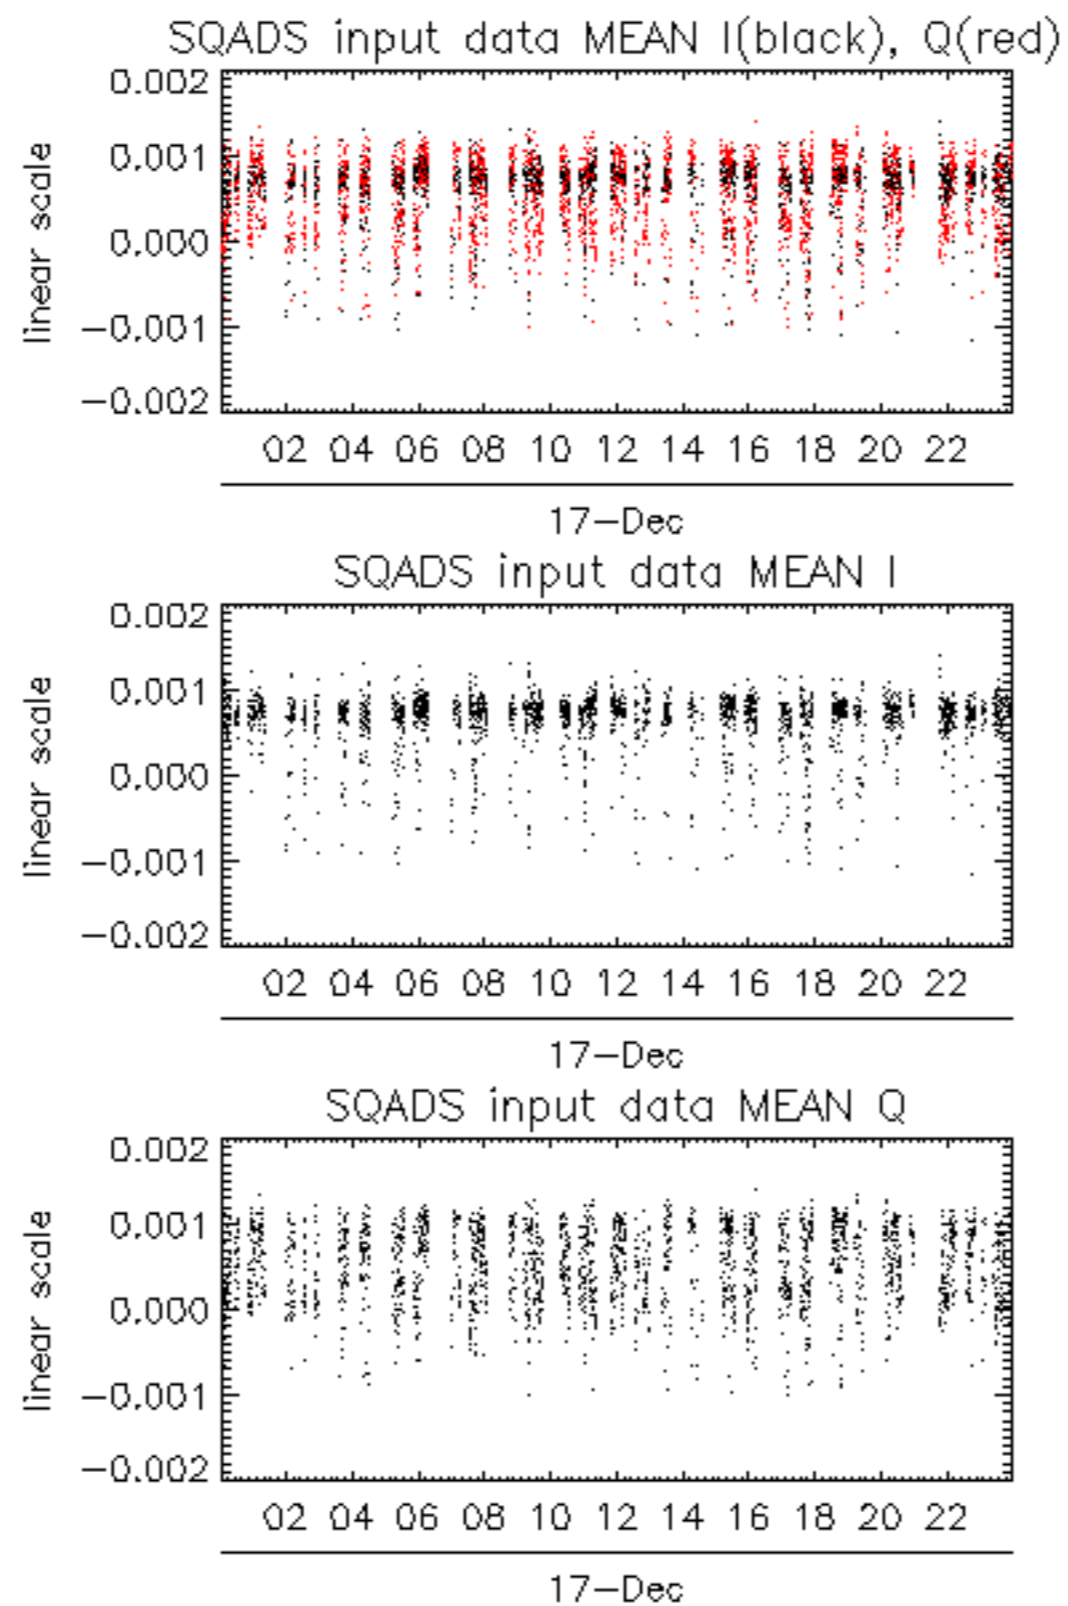 SQADS input data MEAN I(black), Q(red)
0.002
0.001
0.000
−0.001
−0.002
linear scale
02 04 06 08 10 12 14 16 18 20 22
17−Dec
SQADS input data MEAN I
0.002
0.001
0.000
−0.001
−0.002
linear scale
02 04 06 08 10 12 14 16 18 20 22
17−Dec
SQADS input data MEAN Q
0.002
0.001
0.000
−0.001
−0.002
linear scale
02 04 06 08 10 12 14 16 18 20 22
17−Dec